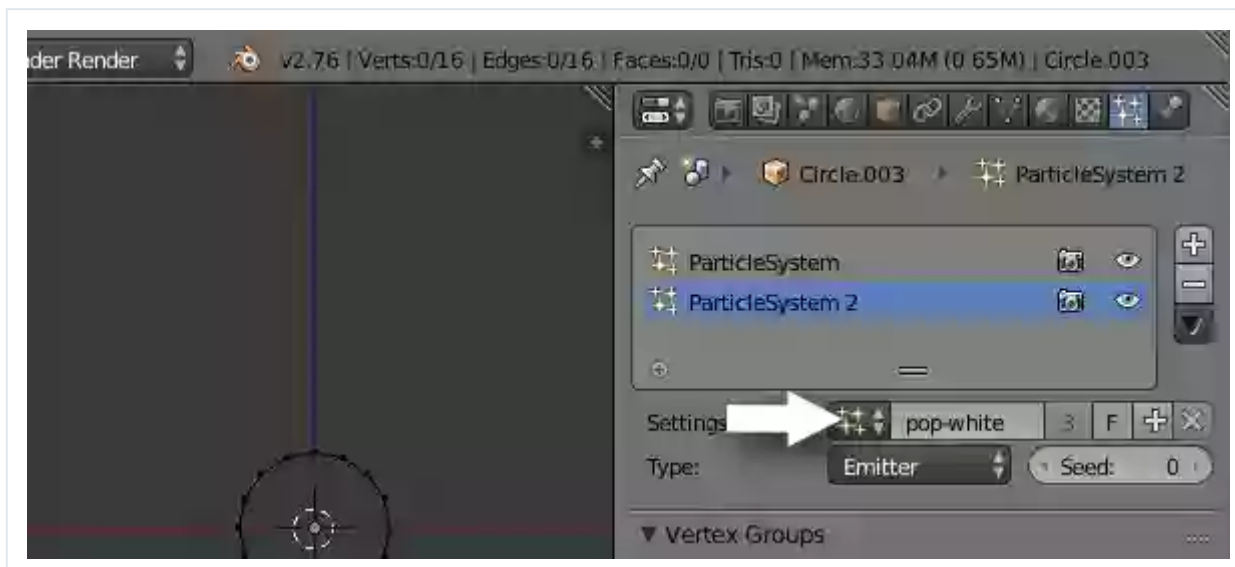 der Render
v2.76 | Verts:0/16 | Edges:0/16 | Faces:0/0 | Tris:0 | Mem:33.04M (0.65M) | Circle.003
Circle.003 ParticleSystem 2
ParticleSystem
ParticleSystem 2
Settings pop-white 3 F
Type: Emitter Seed: 0
Vertex Groups